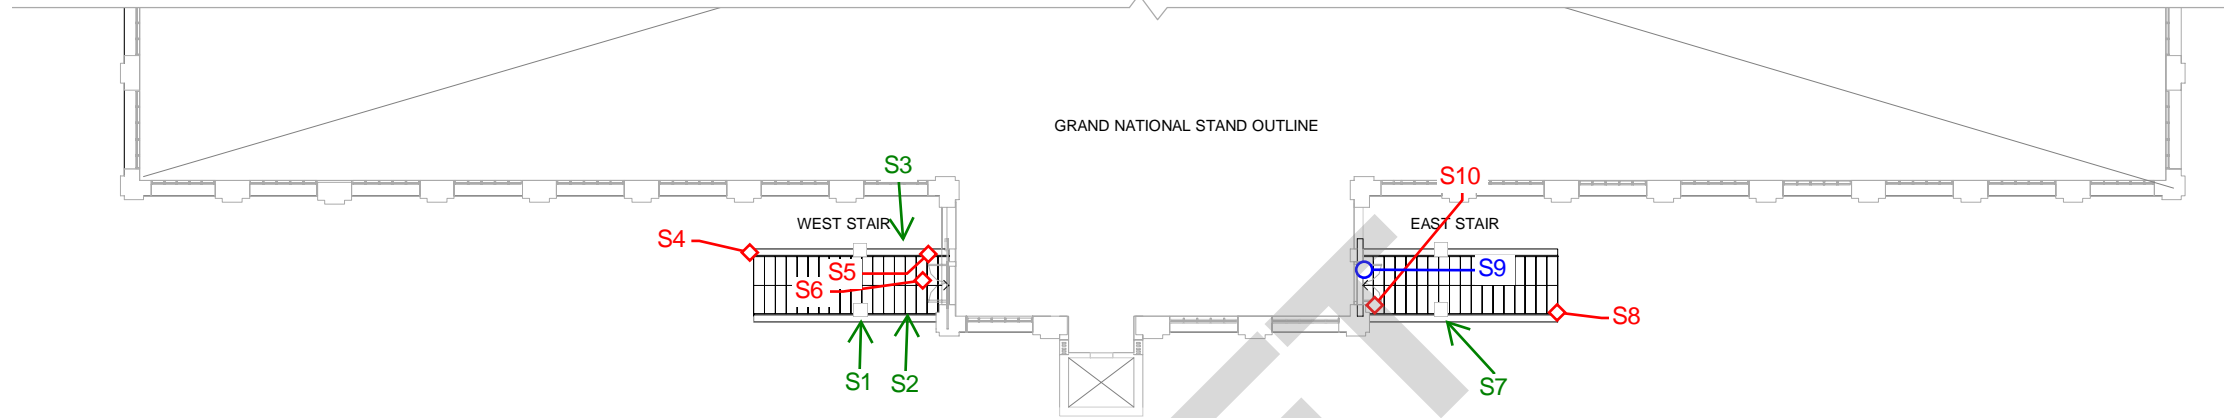 GRAND NATIONAL STAND OUTLINE
S3
S10
WEST STAIR
EAST STAIR
S4
S5
S9
S6
S8
S1
S2
S7